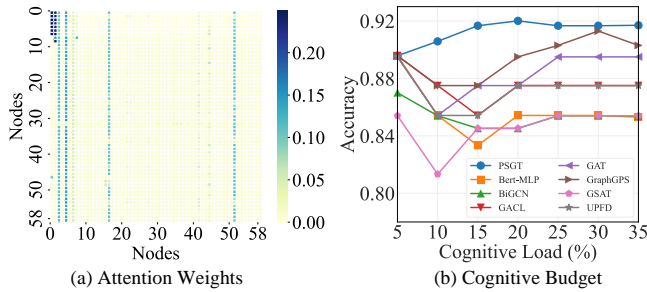 0
10
20
30
40
50
58
Nodes
0 10 20 30 40 50 58
Nodes
0.20
0.15
0.10
0.05
0.00
(a) Attention Weights
0.92
0.88
0.84
0.80
Accuracy
PSGT
Bert-MLP
BiGCN
GACL
GAT
GraphGPS
GSAT
UPFD
5 10 15 20 25 30 35
Cognitive Load (%)
(b) Cognitive Budget